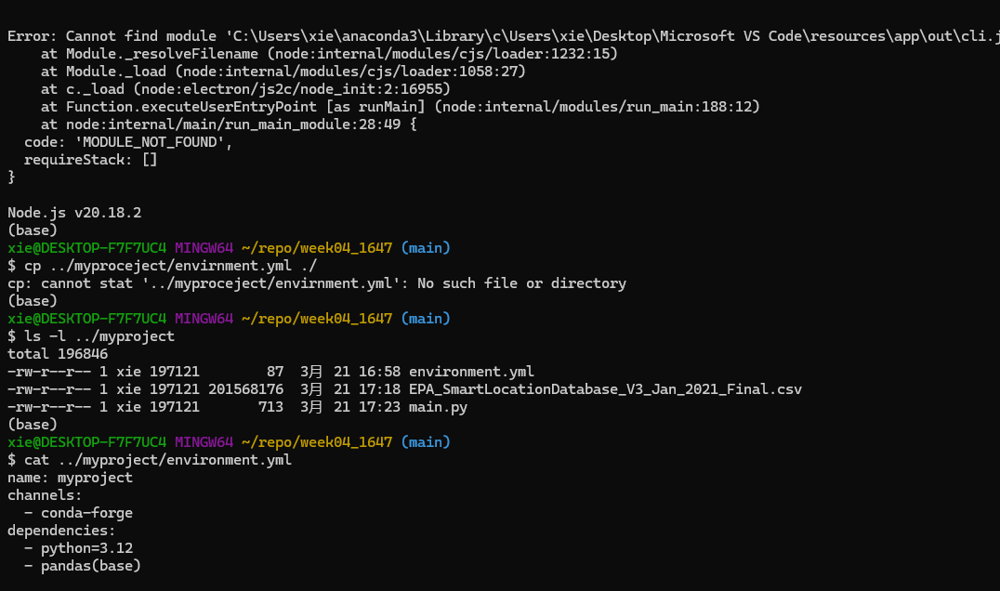 Error: Cannot find module 'C:\Users\xie\anaconda3\Library\c\Users\xie\Desktop\Microsoft VS Code\resources\app\out\cli.j
    at Module._resolveFilename (node:internal/modules/cjs/loader:1232:15)
    at Module._load (node:internal/modules/cjs/loader:1058:27)
    at c._load (node:electron/js2c/node_init:2:16955)
    at Function.executeUserEntryPoint [as runMain] (node:internal/modules/run_main:188:12)
    at node:internal/main/run_main_module:28:49 {
  code: 'MODULE_NOT_FOUND',
  requireStack: []
}
Node.js v20.18.2
(base)
xie@DESKTOP-F7F7UC4 MINGW64 ~/repo/week04_1647 (main)
$ cp ../myproceject/envirnment.yml ./
cp: cannot stat '../myproceject/envirnment.yml': No such file or directory
(base)
xie@DESKTOP-F7F7UC4 MINGW64 ~/repo/week04_1647 (main)
$ ls -l ../myproject
total 196846
-rw-r--r-- 1 xie 197121        87  3月 21 16:58 environment.yml
-rw-r--r-- 1 xie 197121 201568176  3月 21 17:18 EPA_SmartLocationDatabase_V3_Jan_2021_Final.csv
-rw-r--r-- 1 xie 197121       713  3月 21 17:23 main.py
(base)
xie@DESKTOP-F7F7UC4 MINGW64 ~/repo/week04_1647 (main)
$ cat ../myproject/environment.yml
name: myproject
channels:
  - conda-forge
dependencies:
  - python=3.12
  - pandas(base)